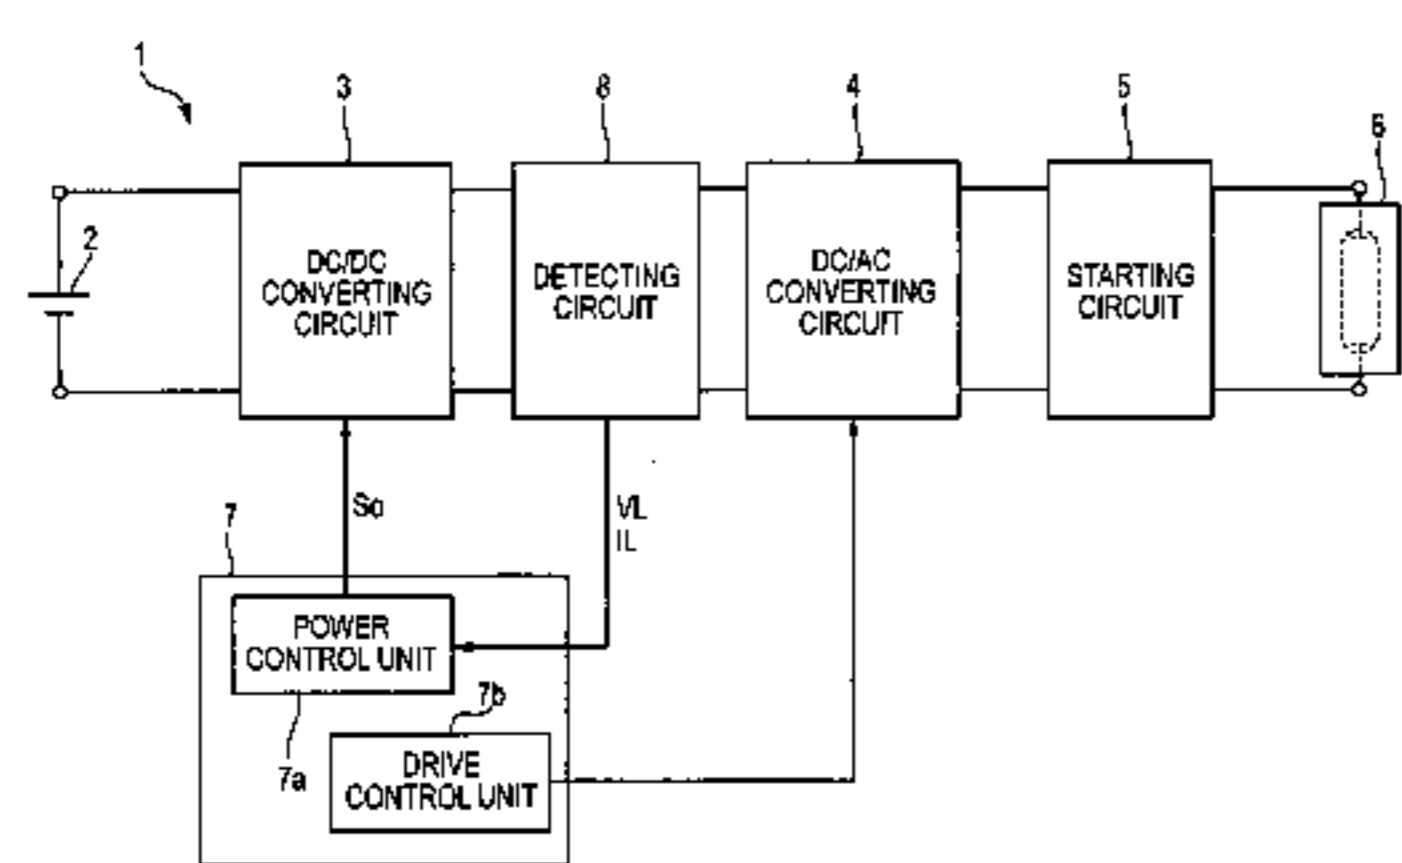 1
3
8
4
5
6
2
DC/DC
CONVERTING
CIRCUIT
DETECTING
CIRCUIT
DC/AC
CONVERTING
CIRCUIT
STARTING
CIRCUIT
So
VL
IL
7
POWER
CONTROL UNIT
7a
7b
DRIVE
CONTROL UNIT